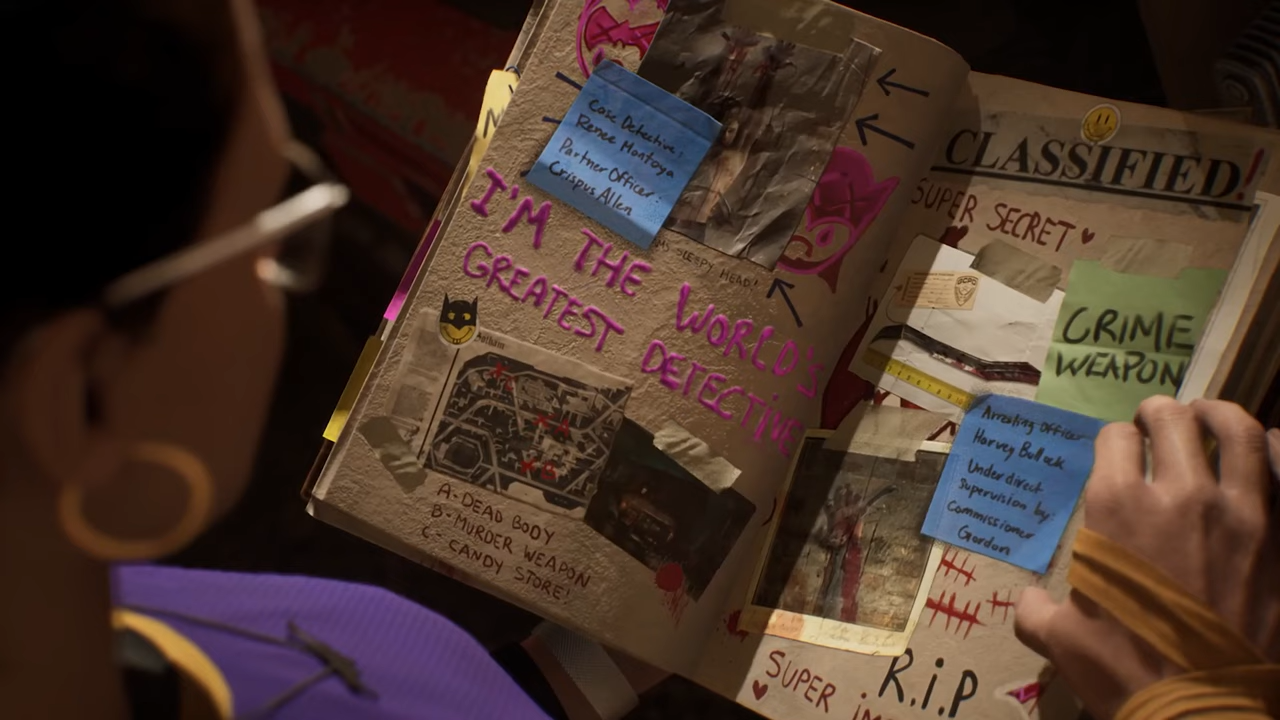 Case Detective;
Renee Montoya
Partner Officer:
Crispus Allen
SLEEPY HEAD!
I'M THE WORLD'S
GREATEST DETECTIVE
Gotham
A-DEAD BODY
B-MURDER WEAPON
C-CANDY STORE!
CLASSIFIED!
SUPER SECRET
GCPD
CRIME
WEAPON
Arresting Officer
Harvey Bullock
Under direct
supervision by:
Commissioner
Gordon
R.i.P
SUPER